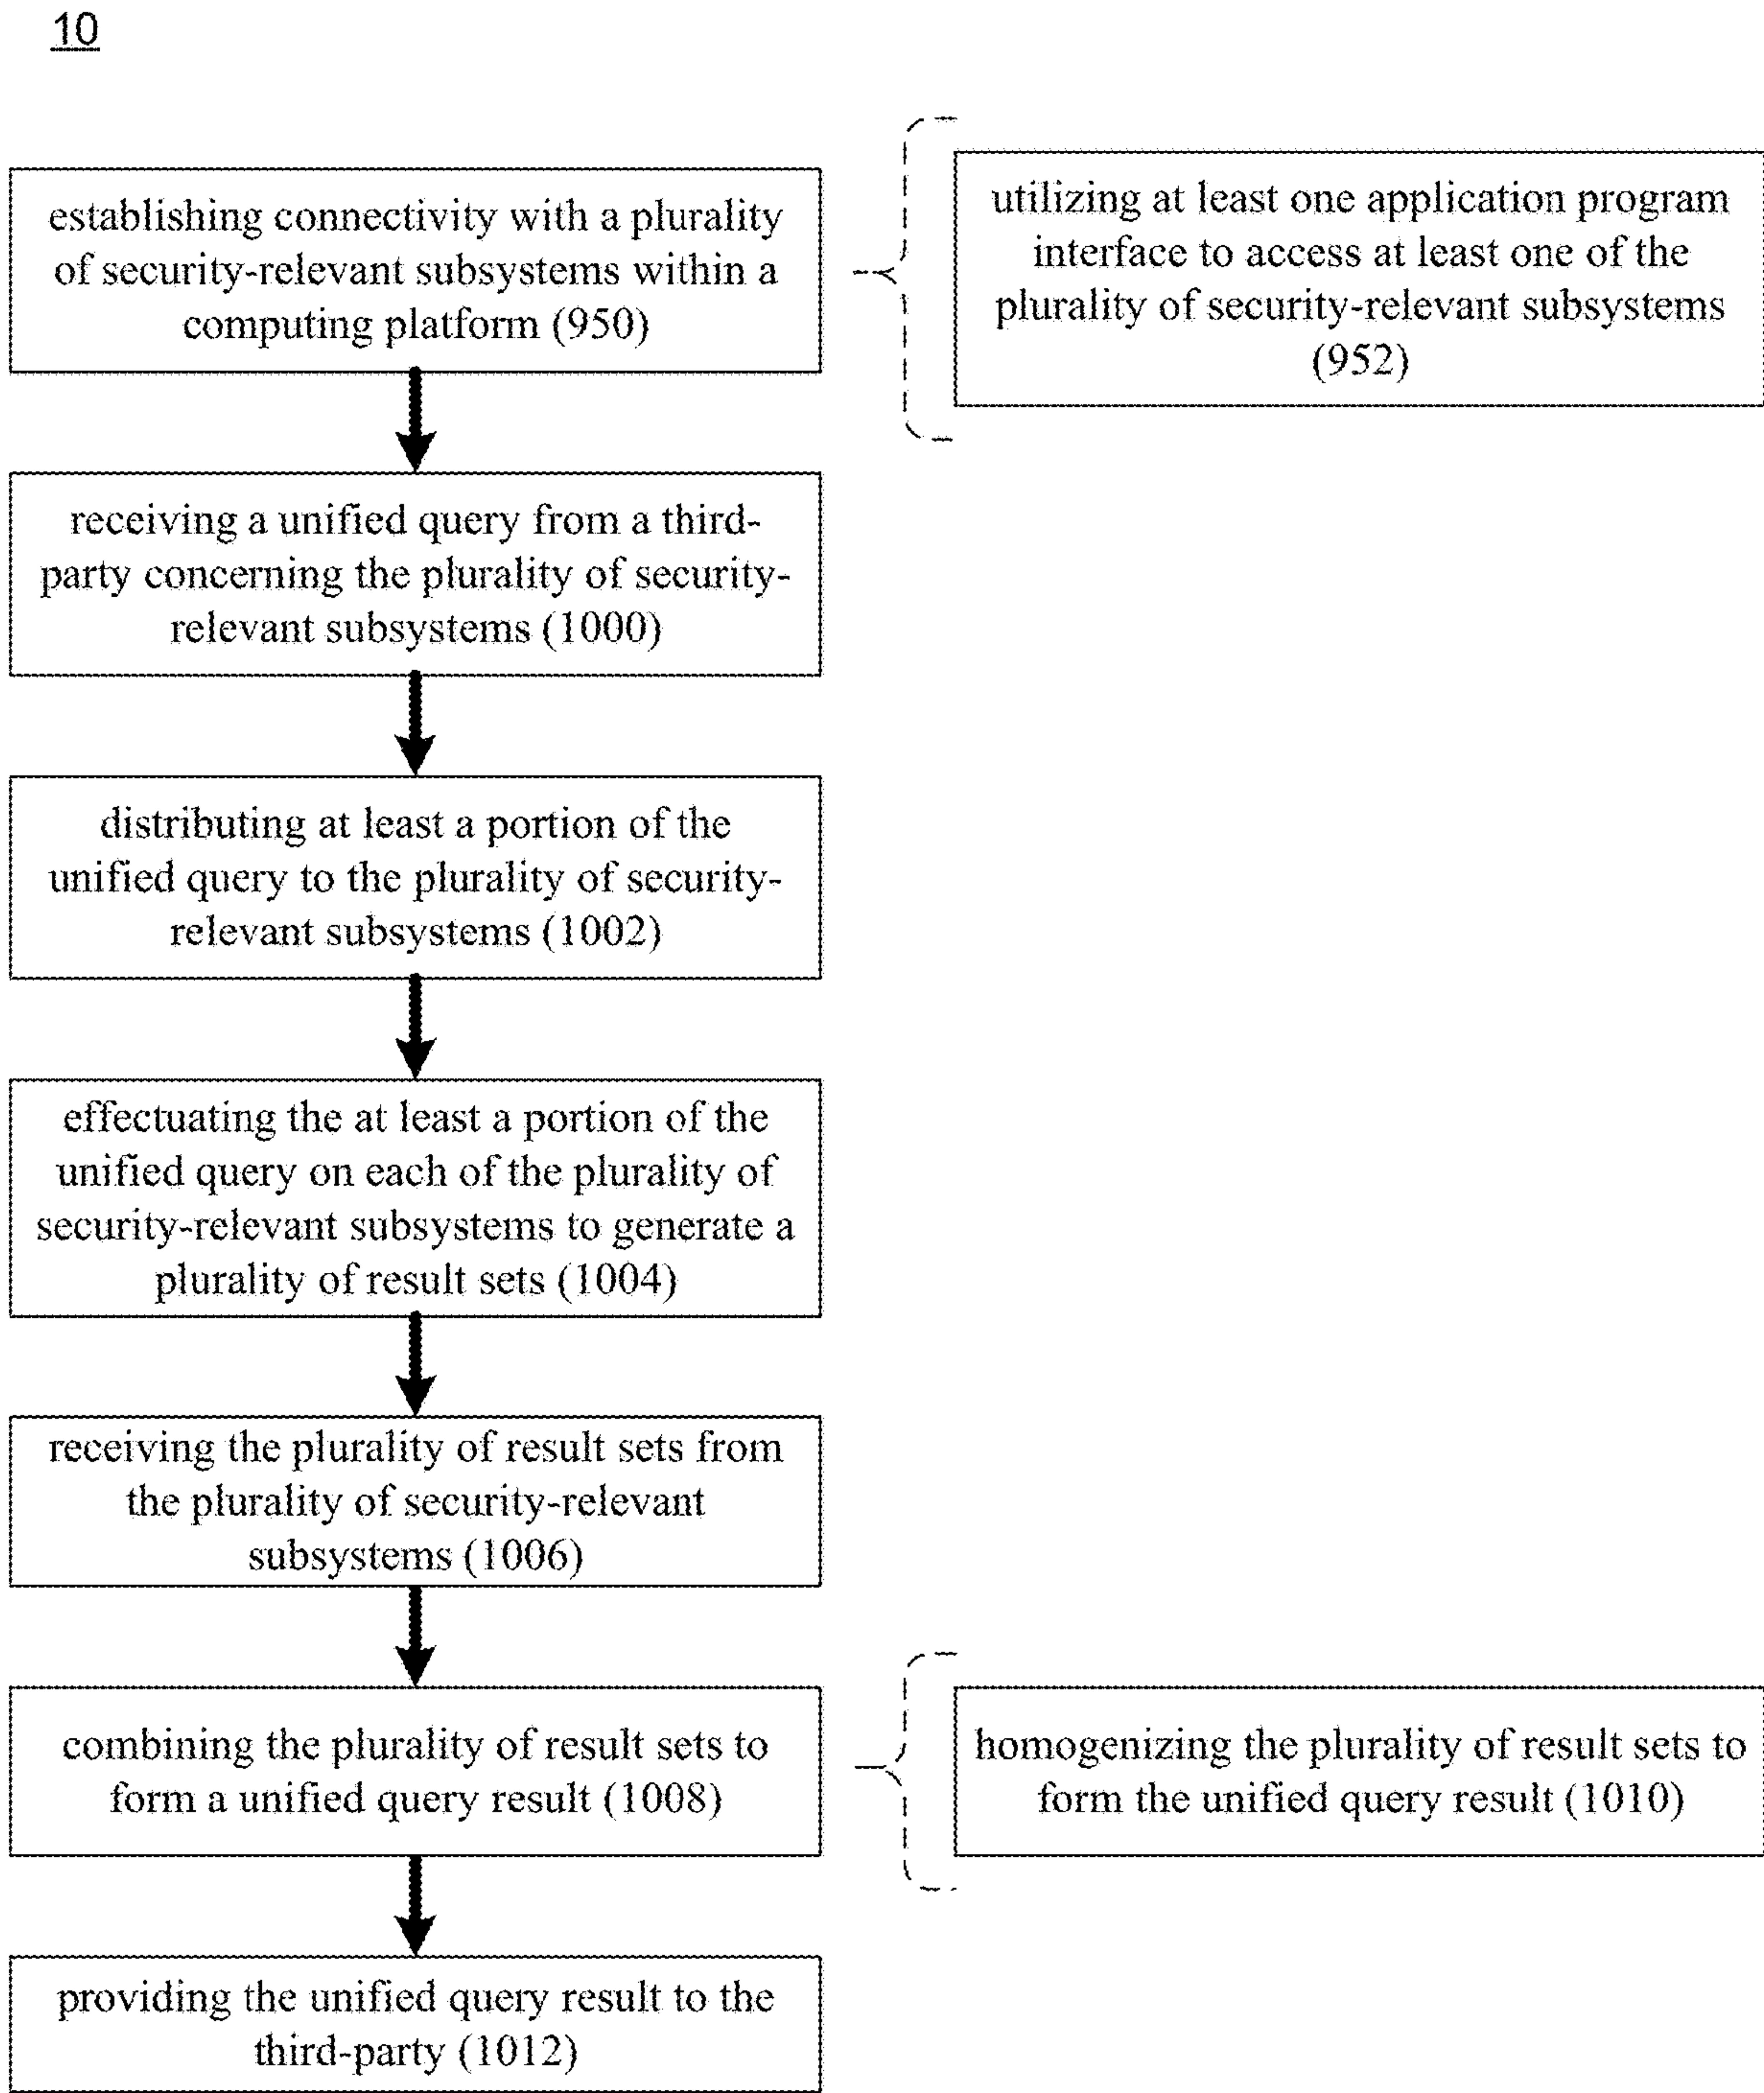 10
establishing connectivity with a plurality
of security-relevant subsystems within a
computing platform (950)
utilizing at least one application program
interface to access at least one of the
plurality of security-relevant subsystems
(952)
receiving a unified query from a third-
party concerning the plurality of security-
relevant subsystems (1000)
distributing at least a portion of the
unified query to the plurality of security-
relevant subsystems (1002)
effectuating the at least a portion of the
unified query on each of the plurality of
security-relevant subsystems to generate a
plurality of result sets (1004)
receiving the plurality of result sets from
the plurality of security-relevant
subsystems (1006)
combining the plurality of result sets to
form a unified query result (1008)
homogenizing the plurality of result sets to
form the unified query result (1010)
providing the unified query result to the
third-party (1012)